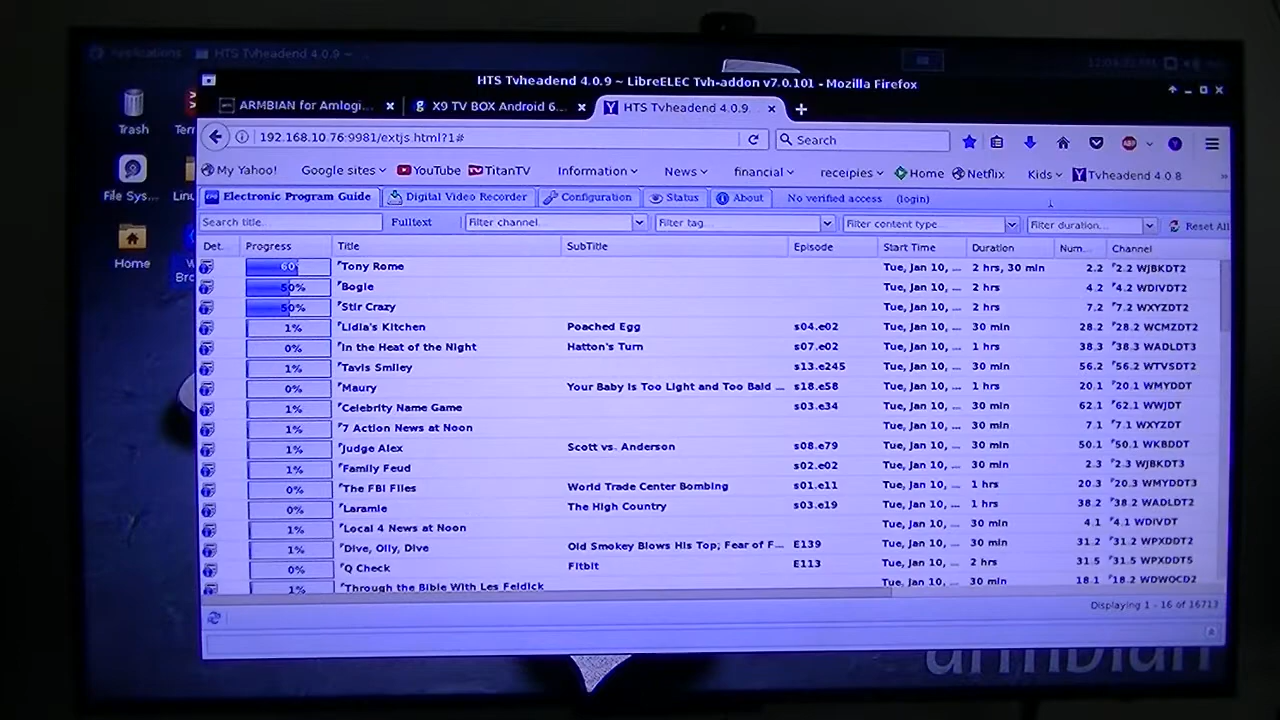 Applications HTS Tvheadend 4.0.9 ~
HTS Tvheadend 4.0.9 ~ LibreELEC Tvh-addon v7.0.101 - Mozilla Firefox
ARMBIAN for Amlogi... X9 TV BOX Android 6... HTS Tvheadend 4.0.9
192.168.10.76:9981/extjs.html?1# Search
My Yahoo! Google sites YouTube TitanTV Information News financial receipies Home Netflix Kids Tvheadend 4 0 8 »
Electronic Program Guide Digital Video Recorder Configuration Status About No verified access (login)
Search title... Fulltext Filter channel... Filter tag... Filter content type... Filter duration... Reset All
Det. Progress Title SubTitle Episode Start Time Duration Num... Channel
60% Tony Rome Tue, Jan 10, ... 2 hrs, 30 min 2.2 2.2 WJBKDT2
50% Bogie Tue, Jan 10, ... 2 hrs 4.2 4.2 WDIVDT2
50% Stir Crazy Tue, Jan 10, ... 2 hrs 7.2 7.2 WXYZDT2
1% Lidia's Kitchen Poached Egg s04.e02 Tue, Jan 10, ... 30 min 28.2 28.2 WCMZDT2
0% In the Heat of the Night Hatton's Turn s07.e02 Tue, Jan 10, ... 1 hrs 38.3 38.3 WADLDT3
1% Tavis Smiley s13.e245 Tue, Jan 10, ... 30 min 56.2 56.2 WTVSDT2
0% Maury Your Baby Is Too Light and Too Bald ... s18.e58 Tue, Jan 10, ... 1 hrs 20.1 20.1 WMYDDT
1% Celebrity Name Game s03.e34 Tue, Jan 10, ... 30 min 62.1 62.1 WWJDT
1% 7 Action News at Noon Tue, Jan 10, ... 30 min 7.1 7.1 WXYZDT
1% Judge Alex Scott vs. Anderson s08.e79 Tue, Jan 10, ... 30 min 50.1 50.1 WKBDDT
1% Family Feud s02.e02 Tue, Jan 10, ... 30 min 2.3 2.3 WJBKDT3
0% The FBI Files World Trade Center Bombing s01.e11 Tue, Jan 10, ... 1 hrs 20.3 20.3 WMYDDT3
0% Laramie The High Country s03.e19 Tue, Jan 10, ... 1 hrs 38.2 38.2 WADLDT2
1% Local 4 News at Noon Tue, Jan 10, ... 30 min 4.1 4.1 WDIVDT
1% Dive, Olly, Dive Old Smokey Blows His Top; Fear of F... E139 Tue, Jan 10, ... 30 min 31.2 31.2 WPXDDT2
0% Q Check Fitbit E113 Tue, Jan 10, ... 2 hrs 31.5 31.5 WPXDDT5
1% Through the Bible With Les Feldick Tue, Jan 10, ... 30 min 18.1 18.2 WDWOCD2
Displaying 1 - 16 of 16713
Trash
File Sys...
Home
armbian